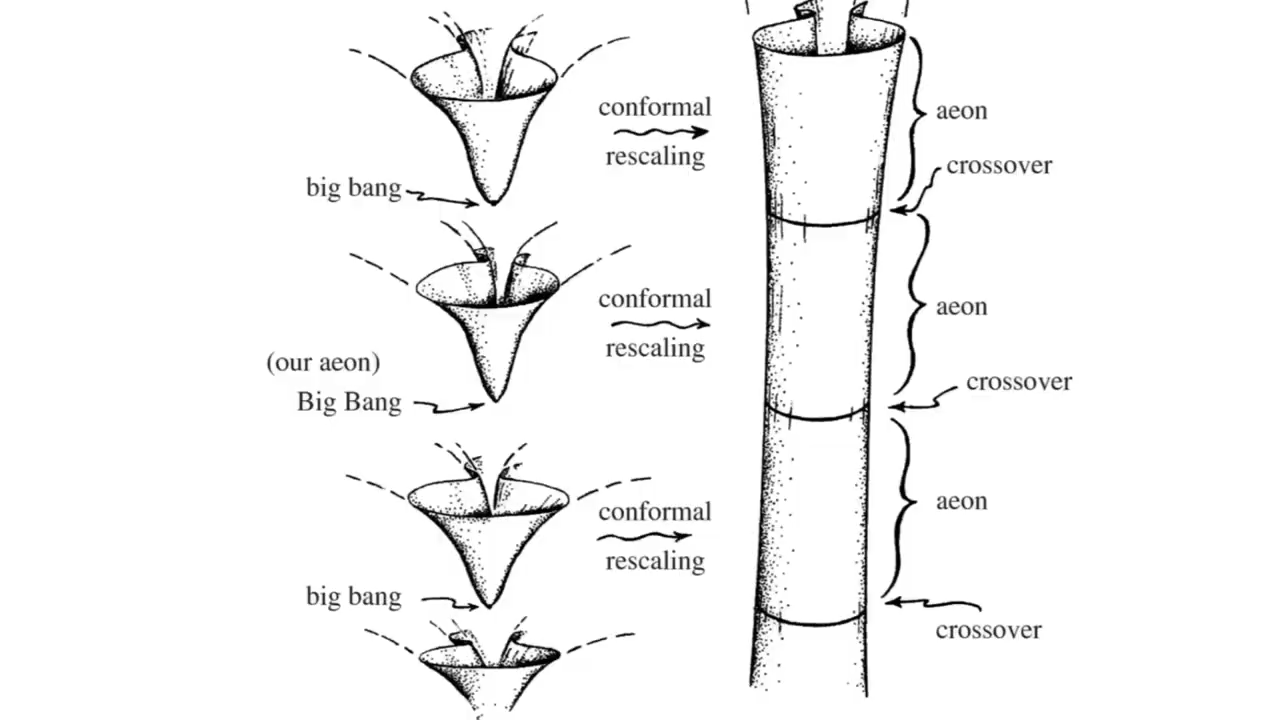 conformal
rescaling
aeon
crossover
big bang
conformal
rescaling
aeon
(our aeon)
Big Bang
crossover
conformal
rescaling
aeon
big bang
crossover